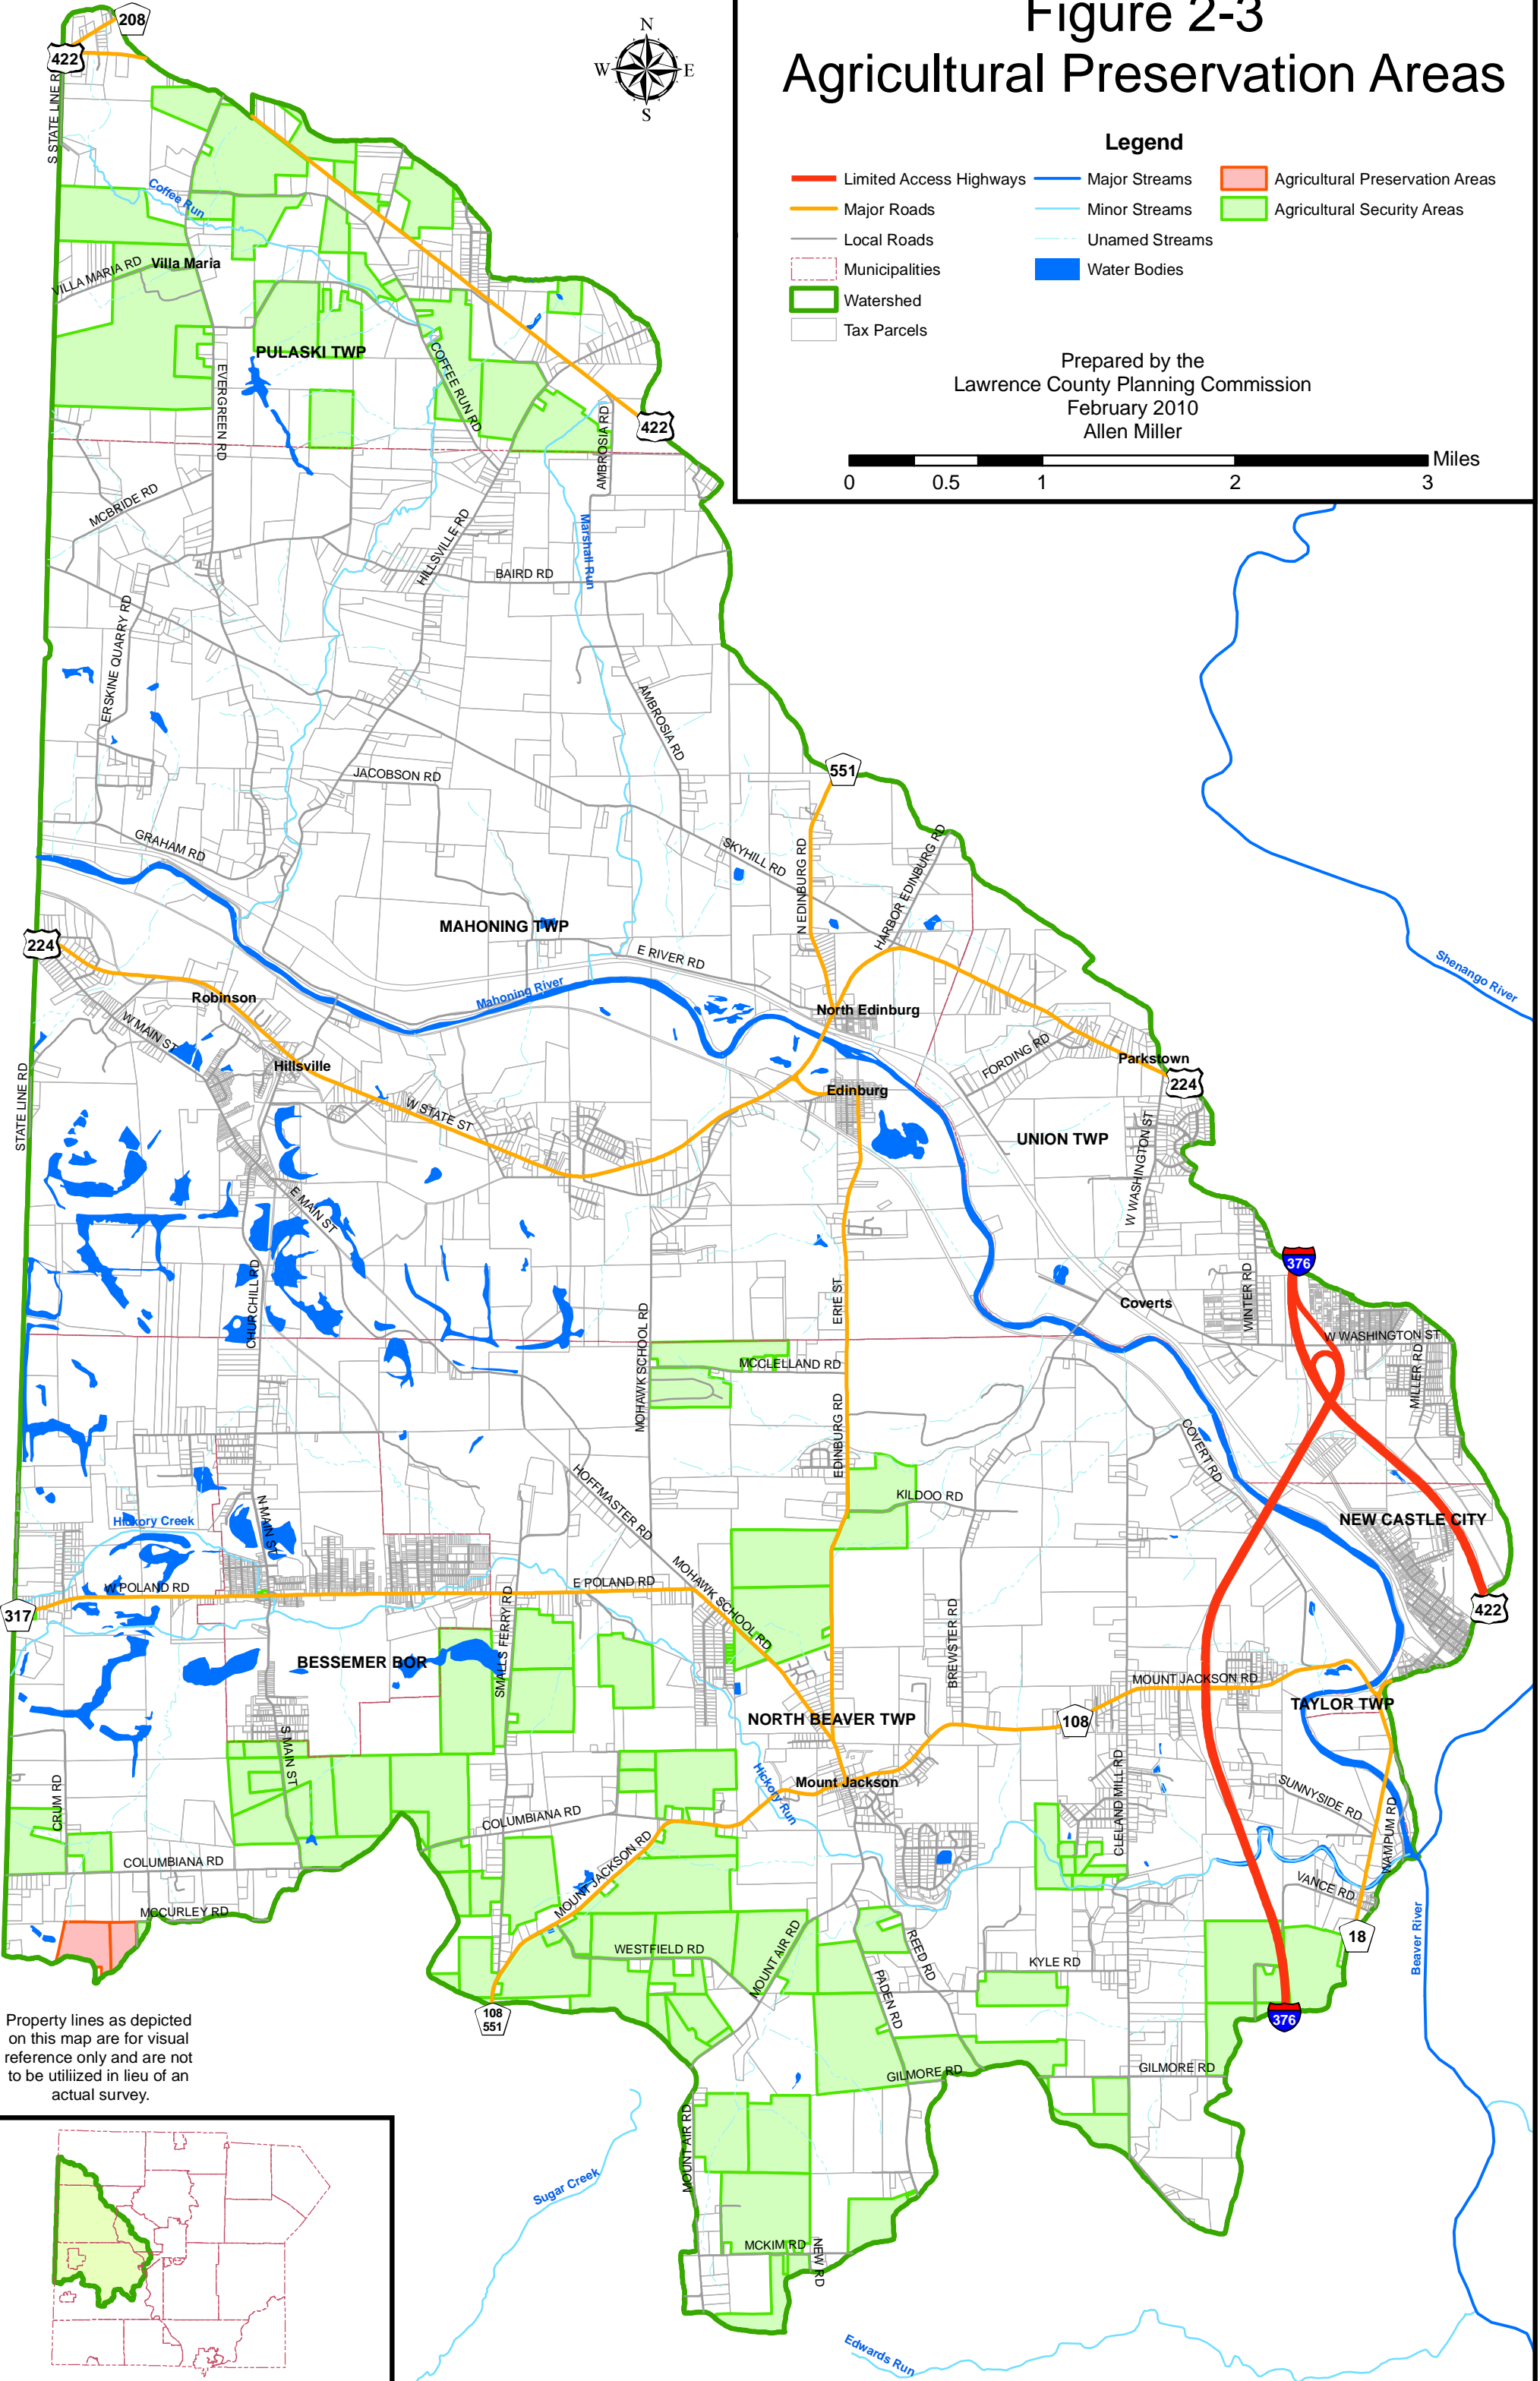 Figure 2-3
Agricultural Preservation Areas
Legend
Limited Access Highways
Major Roads
Local Roads
Municipalities
Watershed
Tax Parcels
Major Streams
Minor Streams
Unamed Streams
Water Bodies
Agricultural Preservation Areas
Agricultural Security Areas
Prepared by the
Lawrence County Planning Commission
February 2010
Allen Miller
0 0.5 1 2 3 Miles
N
W E
S
208
422
S STATE LINE R
Coffee Run
VILLA MARIA RD
Villa Maria
PULASKI TWP
EVERGREEN RD
COFFEE RUN RD
AMBROSIA RD
422
MCBRIDE RD
HILLSVILLE RD
Marshall Run
BAIRD RD
ERSKINE QUARRY RD
AMBROSIA RD
JACOBSON RD
551
GRAHAM RD
SKYHILL RD
N EDINBURG RD
HARBOR EDINBURG RD
MAHONING TWP
224
E RIVER RD
Mahoning River
Robinson
North Edinburg
Shenango River
W MAIN ST
Hillsville
FORDING RD
Parkstown
224
STATE LINE RD
W STATE ST
Edinburg
UNION TWP
W WASHINGTON ST
E MAIN ST
376
CHURCHILL RD
ERIE ST
Coverts
WINTER RD
W WASHINGTON ST
MOHAWK SCHOOL RD
MCCLELLAND RD
MILLER RD
EDINBURG RD
COVERT RD
HOFFMASTER RD
KILDOO RD
N MAIN ST
Hickory Creek
NEW CASTLE CITY
W POLAND RD
E POLAND RD
MOHAWK SCHOOL RD
317
422
SMALLS FERRY RD
BREWSTER RD
BESSEMER BOR
MOUNT JACKSON RD
TAYLOR TWP
NORTH BEAVER TWP
108
S MAIN ST
Hickory Run
Mount Jackson
CRUM RD
COLUMBIANA RD
CLELAND MILL RD
SUNNYSIDE RD
WAMPUM RD
COLUMBIANA RD
MOUNT JACKSON RD
VANCE RD
MCCURLEY RD
WESTFIELD RD
MOUNT AIR RD
REED RD
KYLE RD
18
Beaver River
PADEN RD
108
551
376
Property lines as depicted
on this map are for visual
reference only and are not
to be utiliized in lieu of an
actual survey.
GILMORE RD
GILMORE RD
MOUNT AIR RD
Sugar Creek
MCKIM RD
NEW RD
Edwards Run